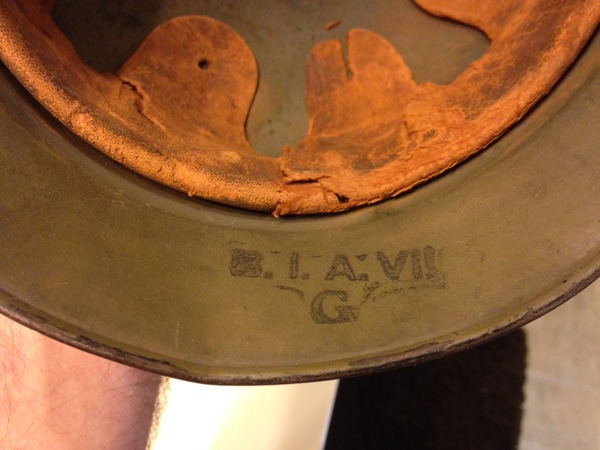 B. I. A. VII
G